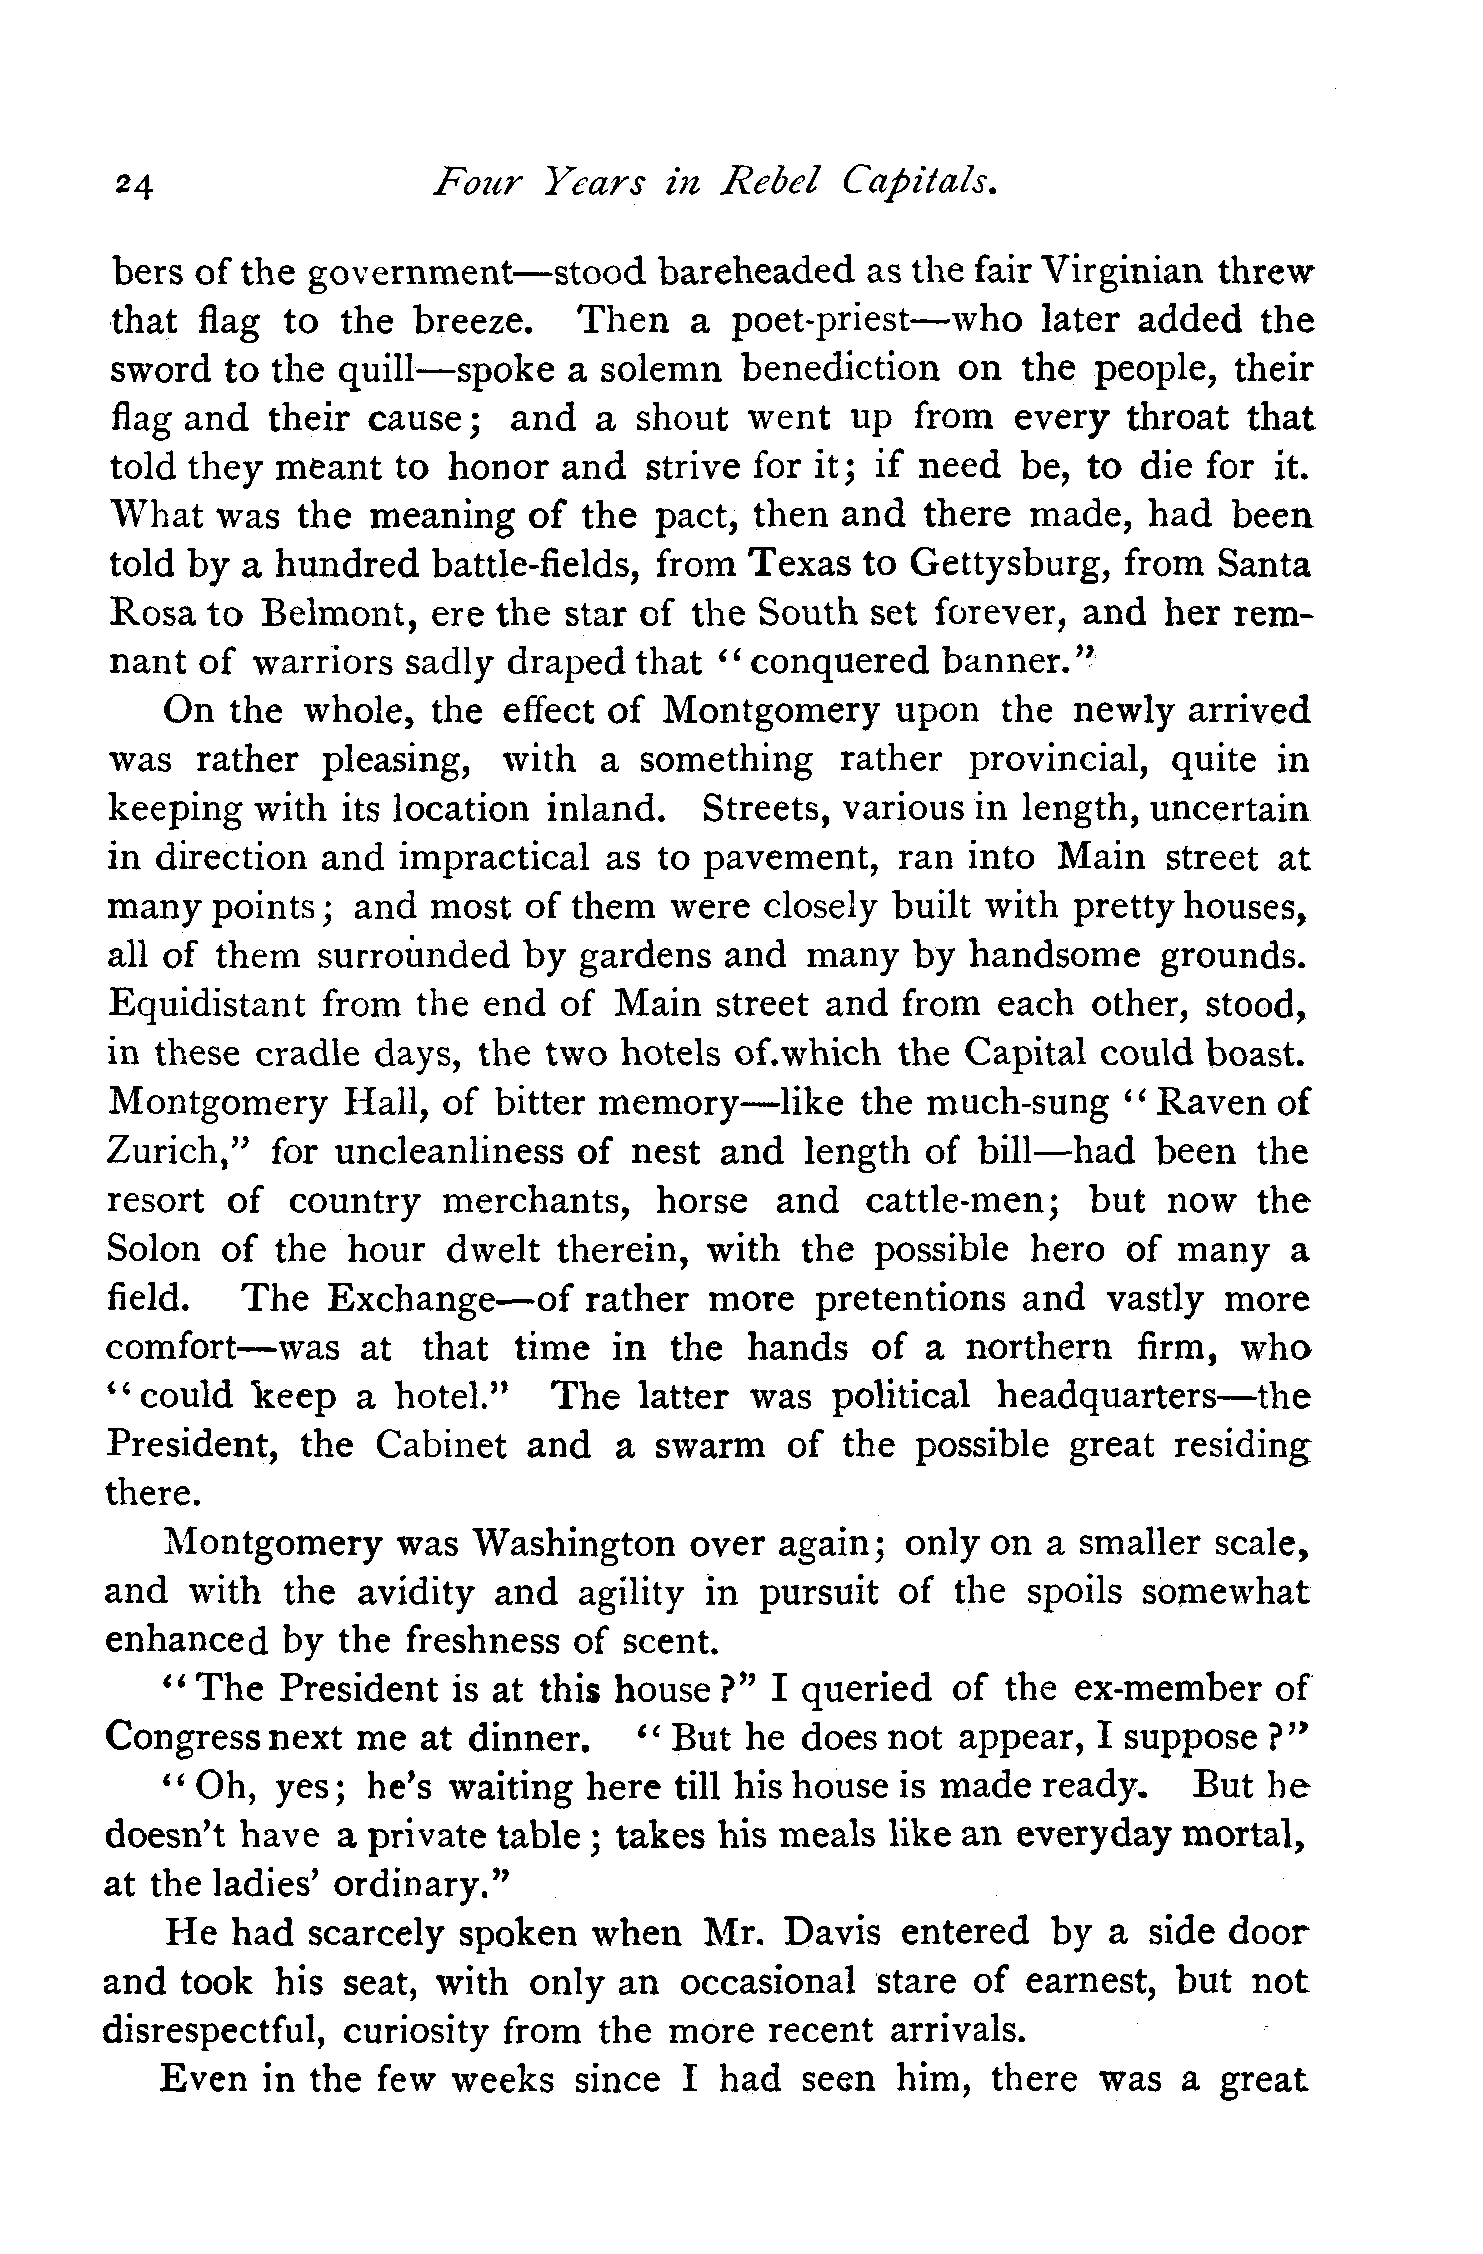 24 Four Years in Rebel Capitals.
bers of the government—stood bareheaded as the fair Virginian threw
that flag to the breeze. Then a poet-priest—who later added the
sword to the quill—spoke a solemn benediction on the people, their
flag and their cause; and a shout went up from every throat that
told they meant to honor and strive for it; if need be, to die for it.
What was the meaning of the pact, then and there made, had been
told by a hundred battle-fields, from Texas to Gettysburg, from Santa
Rosa to Belmont, ere the star of the South set forever, and her rem-
nant of warriors sadly draped that "conquered banner."
On the whole, the effect of Montgomery upon the newly arrived
was rather pleasing, with a something rather provincial, quite in
keeping with its location inland. Streets, various in length, uncertain
in direction and impractical as to pavement, ran into Main street at
many points; and most of them were closely built with pretty houses,
all of them surrounded by gardens and many by handsome grounds.
Equidistant from the end of Main street and from each other, stood,
in these cradle days, the two hotels of.which the Capital could boast.
Montgomery Hall, of bitter memory—like the much-sung "Raven of
Zurich," for uncleanliness of nest and length of bill—had been the
resort of country merchants, horse and cattle-men; but now the
Solon of the hour dwelt therein, with the possible hero of many a
field. The Exchange—of rather more pretentions and vastly more
comfort—was at that time in the hands of a northern firm, who
"could keep a hotel." The latter was political headquarters—the
President, the Cabinet and a swarm of the possible great residing
there.
Montgomery was Washington over again; only on a smaller scale,
and with the avidity and agility in pursuit of the spoils somewhat
enhanced by the freshness of scent.
"The President is at this house?" I queried of the ex-member of
Congress next me at dinner. "But he does not appear, I suppose?"
"Oh, yes; he's waiting here till his house is made ready. But he
doesn't have a private table; takes his meals like an everyday mortal,
at the ladies' ordinary."
He had scarcely spoken when Mr. Davis entered by a side door
and took his seat, with only an occasional stare of earnest, but not
disrespectful, curiosity from the more recent arrivals.
Even in the few weeks since I had seen him, there was a great